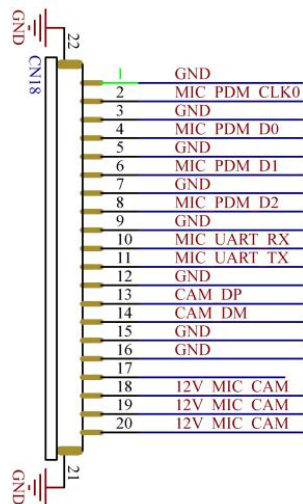 GND
22
CN18
1 GND
2 MIC PDM CLK0
3 GND
4 MIC PDM D0
5 GND
6 MIC PDM D1
7 GND
8 MIC PDM D2
9 GND
10 MIC UART RX
11 MIC UART TX
12 GND
13 CAM DP
14 CAM DM
15 GND
16 GND
17
18 12V MIC CAM
19 12V MIC CAM
20 12V MIC CAM
21
GND